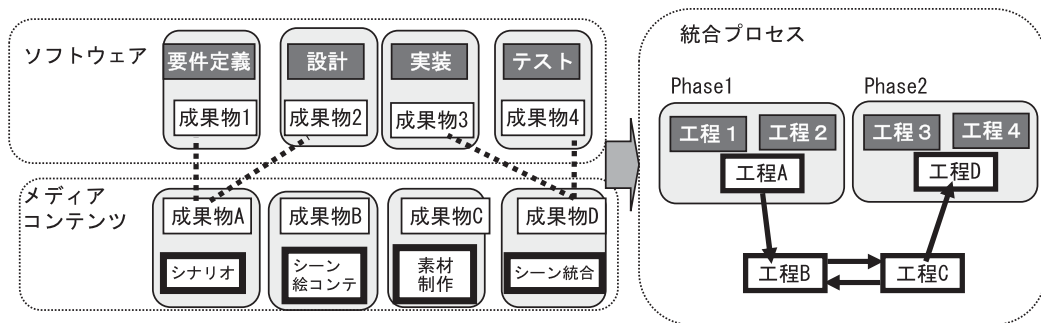 ソフトウェア
要件定義
設計
実装
テスト
成果物1
成果物2
成果物3
成果物4
メディア
コンテンツ
成果物A
成果物B
成果物C
成果物D
シナリオ
シーン
絵コンテ
素材
制作
シーン統合
統合プロセス
Phase1
Phase2
工程１
工程２
工程３
工程４
工程A
工程D
工程B
工程C